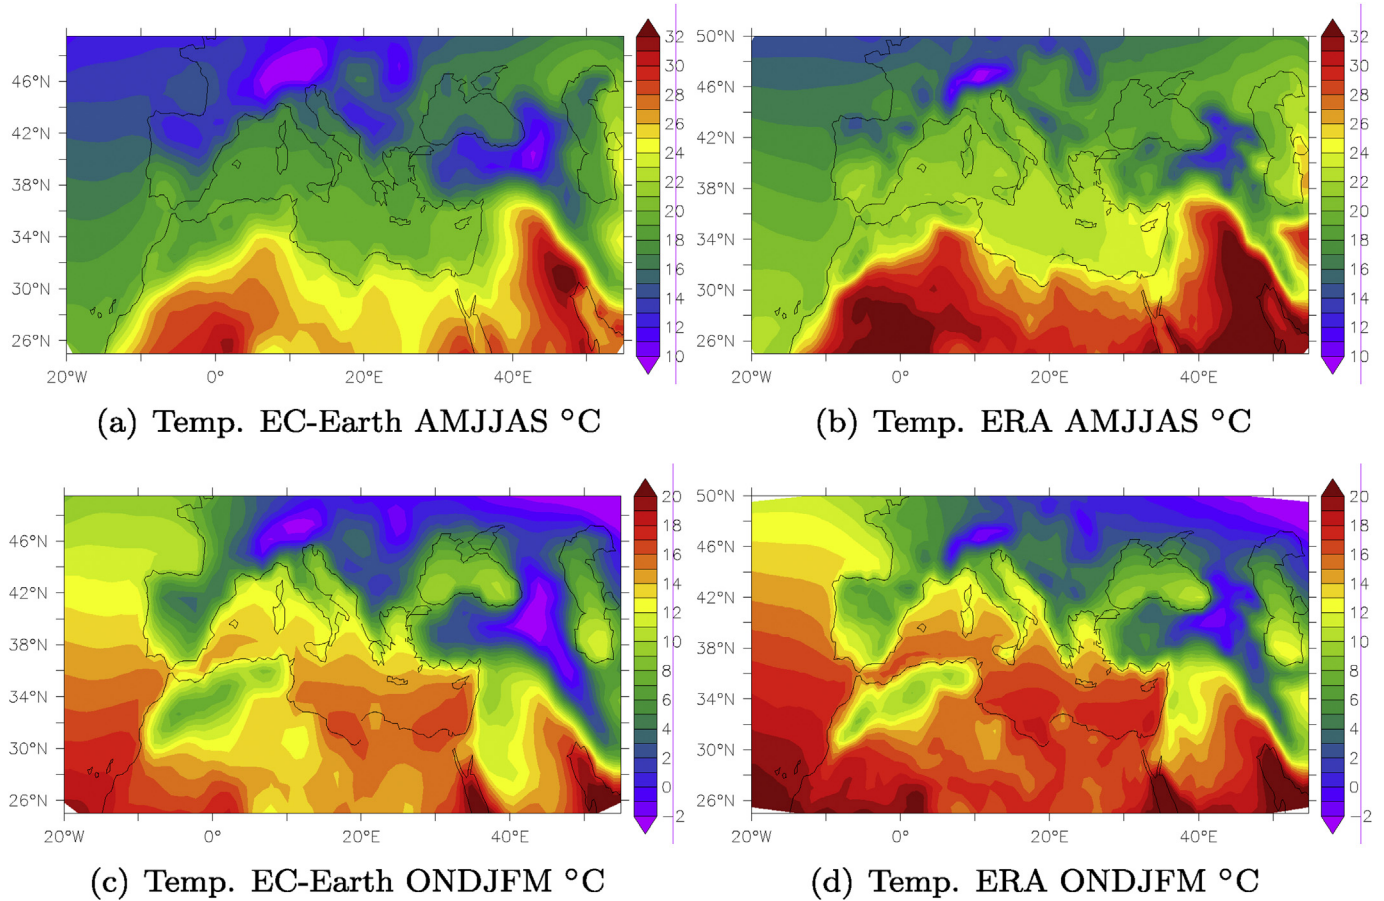 50°N
46°N
42°N
38°N
34°N
30°N
26°N
20°W 0° 20°E 40°E
32
30
28
26
24
22
20
18
16
14
12
10
46°N
42°N
38°N
34°N
30°N
26°N
20°W 0° 20°E 40°E
32
30
28
26
24
22
20
18
16
14
12
10
(a) Temp. EC-Earth AMJJAS °C
(b) Temp. ERA AMJJAS °C
46°N
42°N
38°N
34°N
30°N
26°N
20°W 0° 20°E 40°E
20
18
16
14
12
10
8
6
4
2
0
−2
50°N
46°N
42°N
38°N
34°N
30°N
26°N
20°W 0° 20°E 40°E
20
18
16
14
12
10
8
6
4
2
0
−2
(c) Temp. EC-Earth ONDJFM °C
(d) Temp. ERA ONDJFM °C